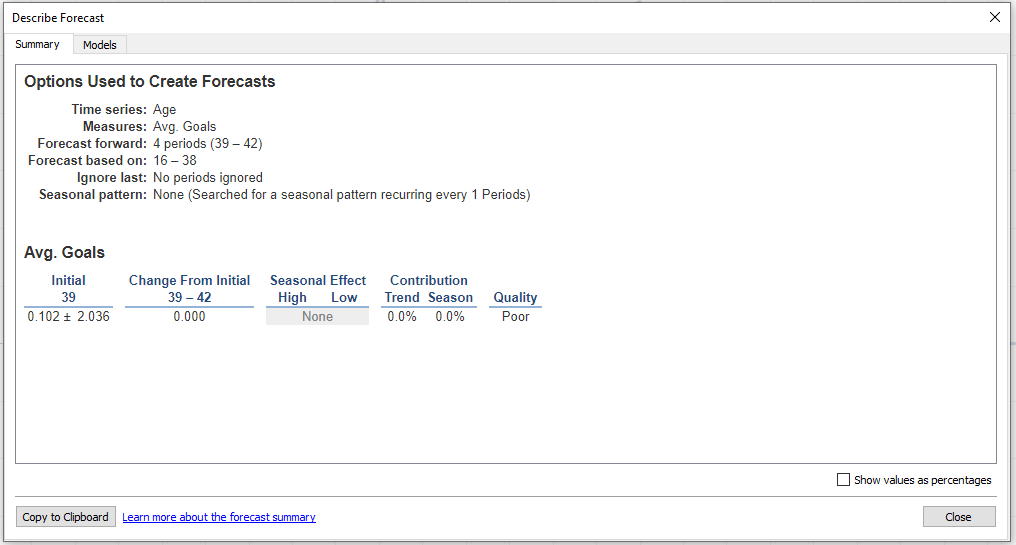 Describe Forecast
Summary Models
Options Used to Create Forecasts
Time series: Age
Measures: Avg. Goals
Forecast forward: 4 periods (39 – 42)
Forecast based on: 16 – 38
Ignore last: No periods ignored
Seasonal pattern: None (Searched for a seasonal pattern recurring every 1 Periods)
Avg. Goals
Initial Change From Initial Seasonal Effect Contribution
39 39 – 42 High Low Trend Season Quality
0.102 ± 2.036 0.000 None 0.0% 0.0% Poor
Show values as percentages
Copy to Clipboard Learn more about the forecast summary Close